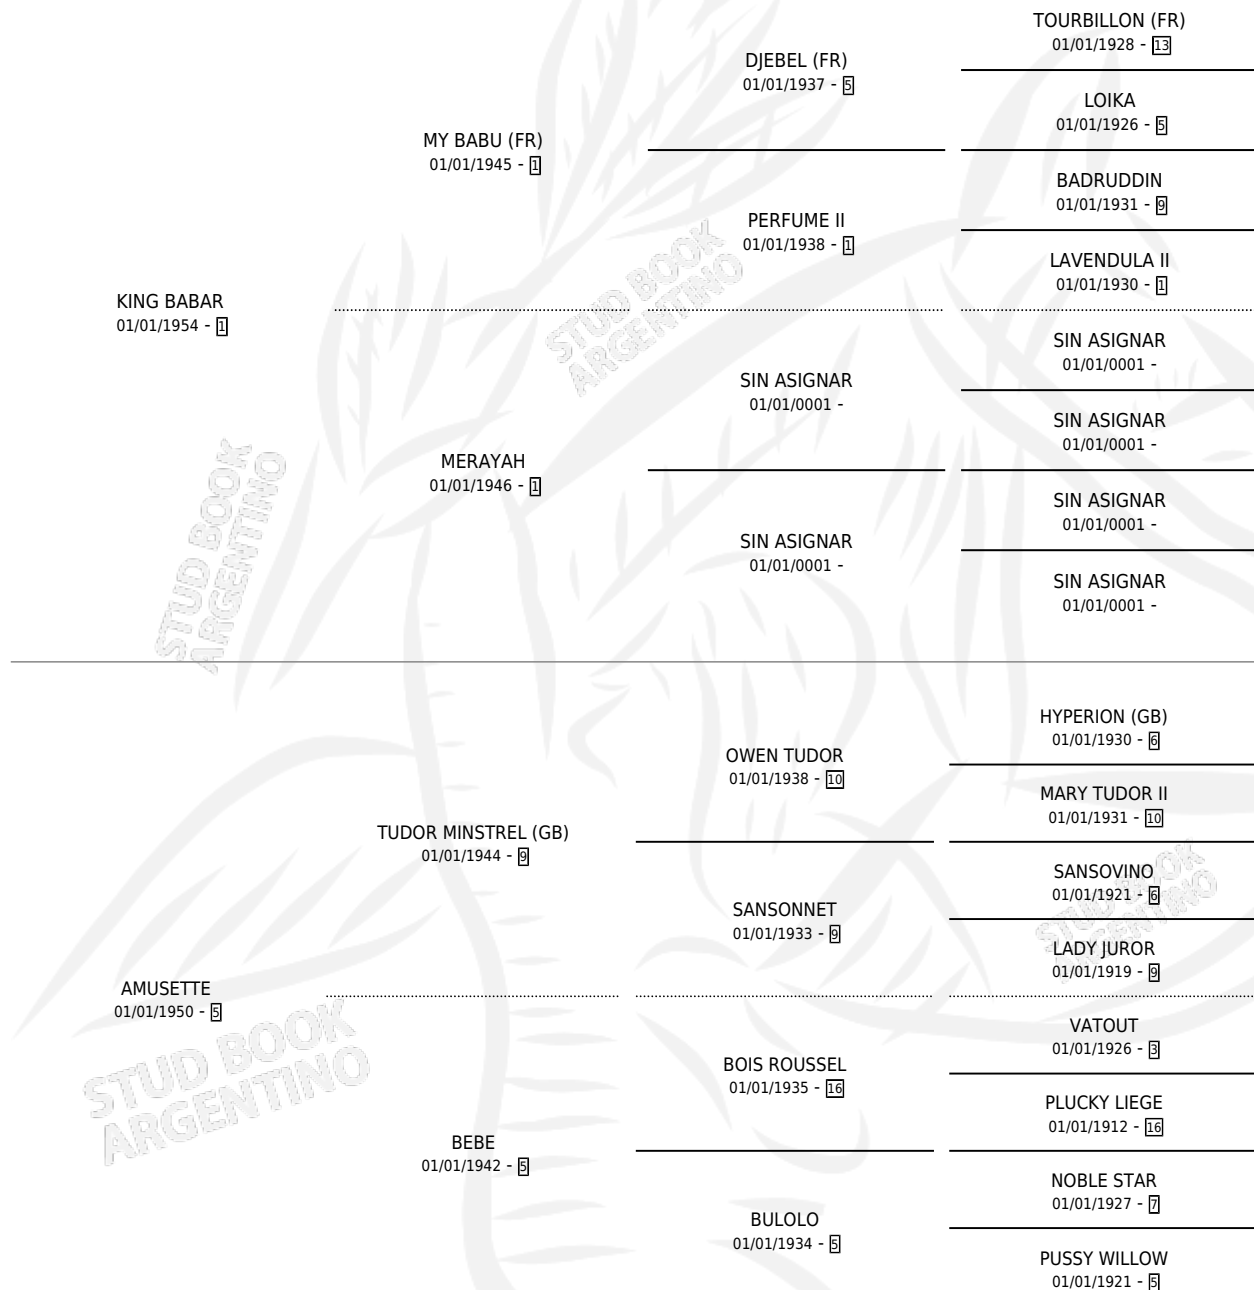 TOURBILLON (FR)
01/01/1928 - 13
DJEBEL (FR)
01/01/1937 - 5
LOIKA
01/01/1926 - 5
MY BABU (FR)
01/01/1945 - 1
BADRUDDIN
01/01/1931 - 9
PERFUME II
01/01/1938 - 1
LAVENDULA II
01/01/1930 - 1
KING BABAR
01/01/1954 - 1
STUD BOOK
ARGENTINO
SIN ASIGNAR
01/01/0001 -
SIN ASIGNAR
01/01/0001 -
SIN ASIGNAR
01/01/0001 -
MERAYAH
01/01/1946 - 1
SIN ASIGNAR
01/01/0001 -
SIN ASIGNAR
01/01/0001 -
SIN ASIGNAR
01/01/0001 -
STUD BOOK
ARGENTINO
HYPERION (GB)
01/01/1930 - 6
OWEN TUDOR
01/01/1938 - 10
MARY TUDOR II
01/01/1931 - 10
TUDOR MINSTREL (GB)
01/01/1944 - 9
SANSOVINO
01/01/1921 - 6
STUD BOOK
ARGENTINO
SANSONNET
01/01/1933 - 9
LADY JUROR
01/01/1919 - 9
AMUSETTE
01/01/1950 - 5
STUD BOOK
ARGENTINO
VATOUT
01/01/1926 - 3
BOIS ROUSSEL
01/01/1935 - 16
PLUCKY LIEGE
01/01/1912 - 16
BEBE
01/01/1942 - 5
NOBLE STAR
01/01/1927 - 7
BULOLO
01/01/1934 - 5
PUSSY WILLOW
01/01/1921 - 5